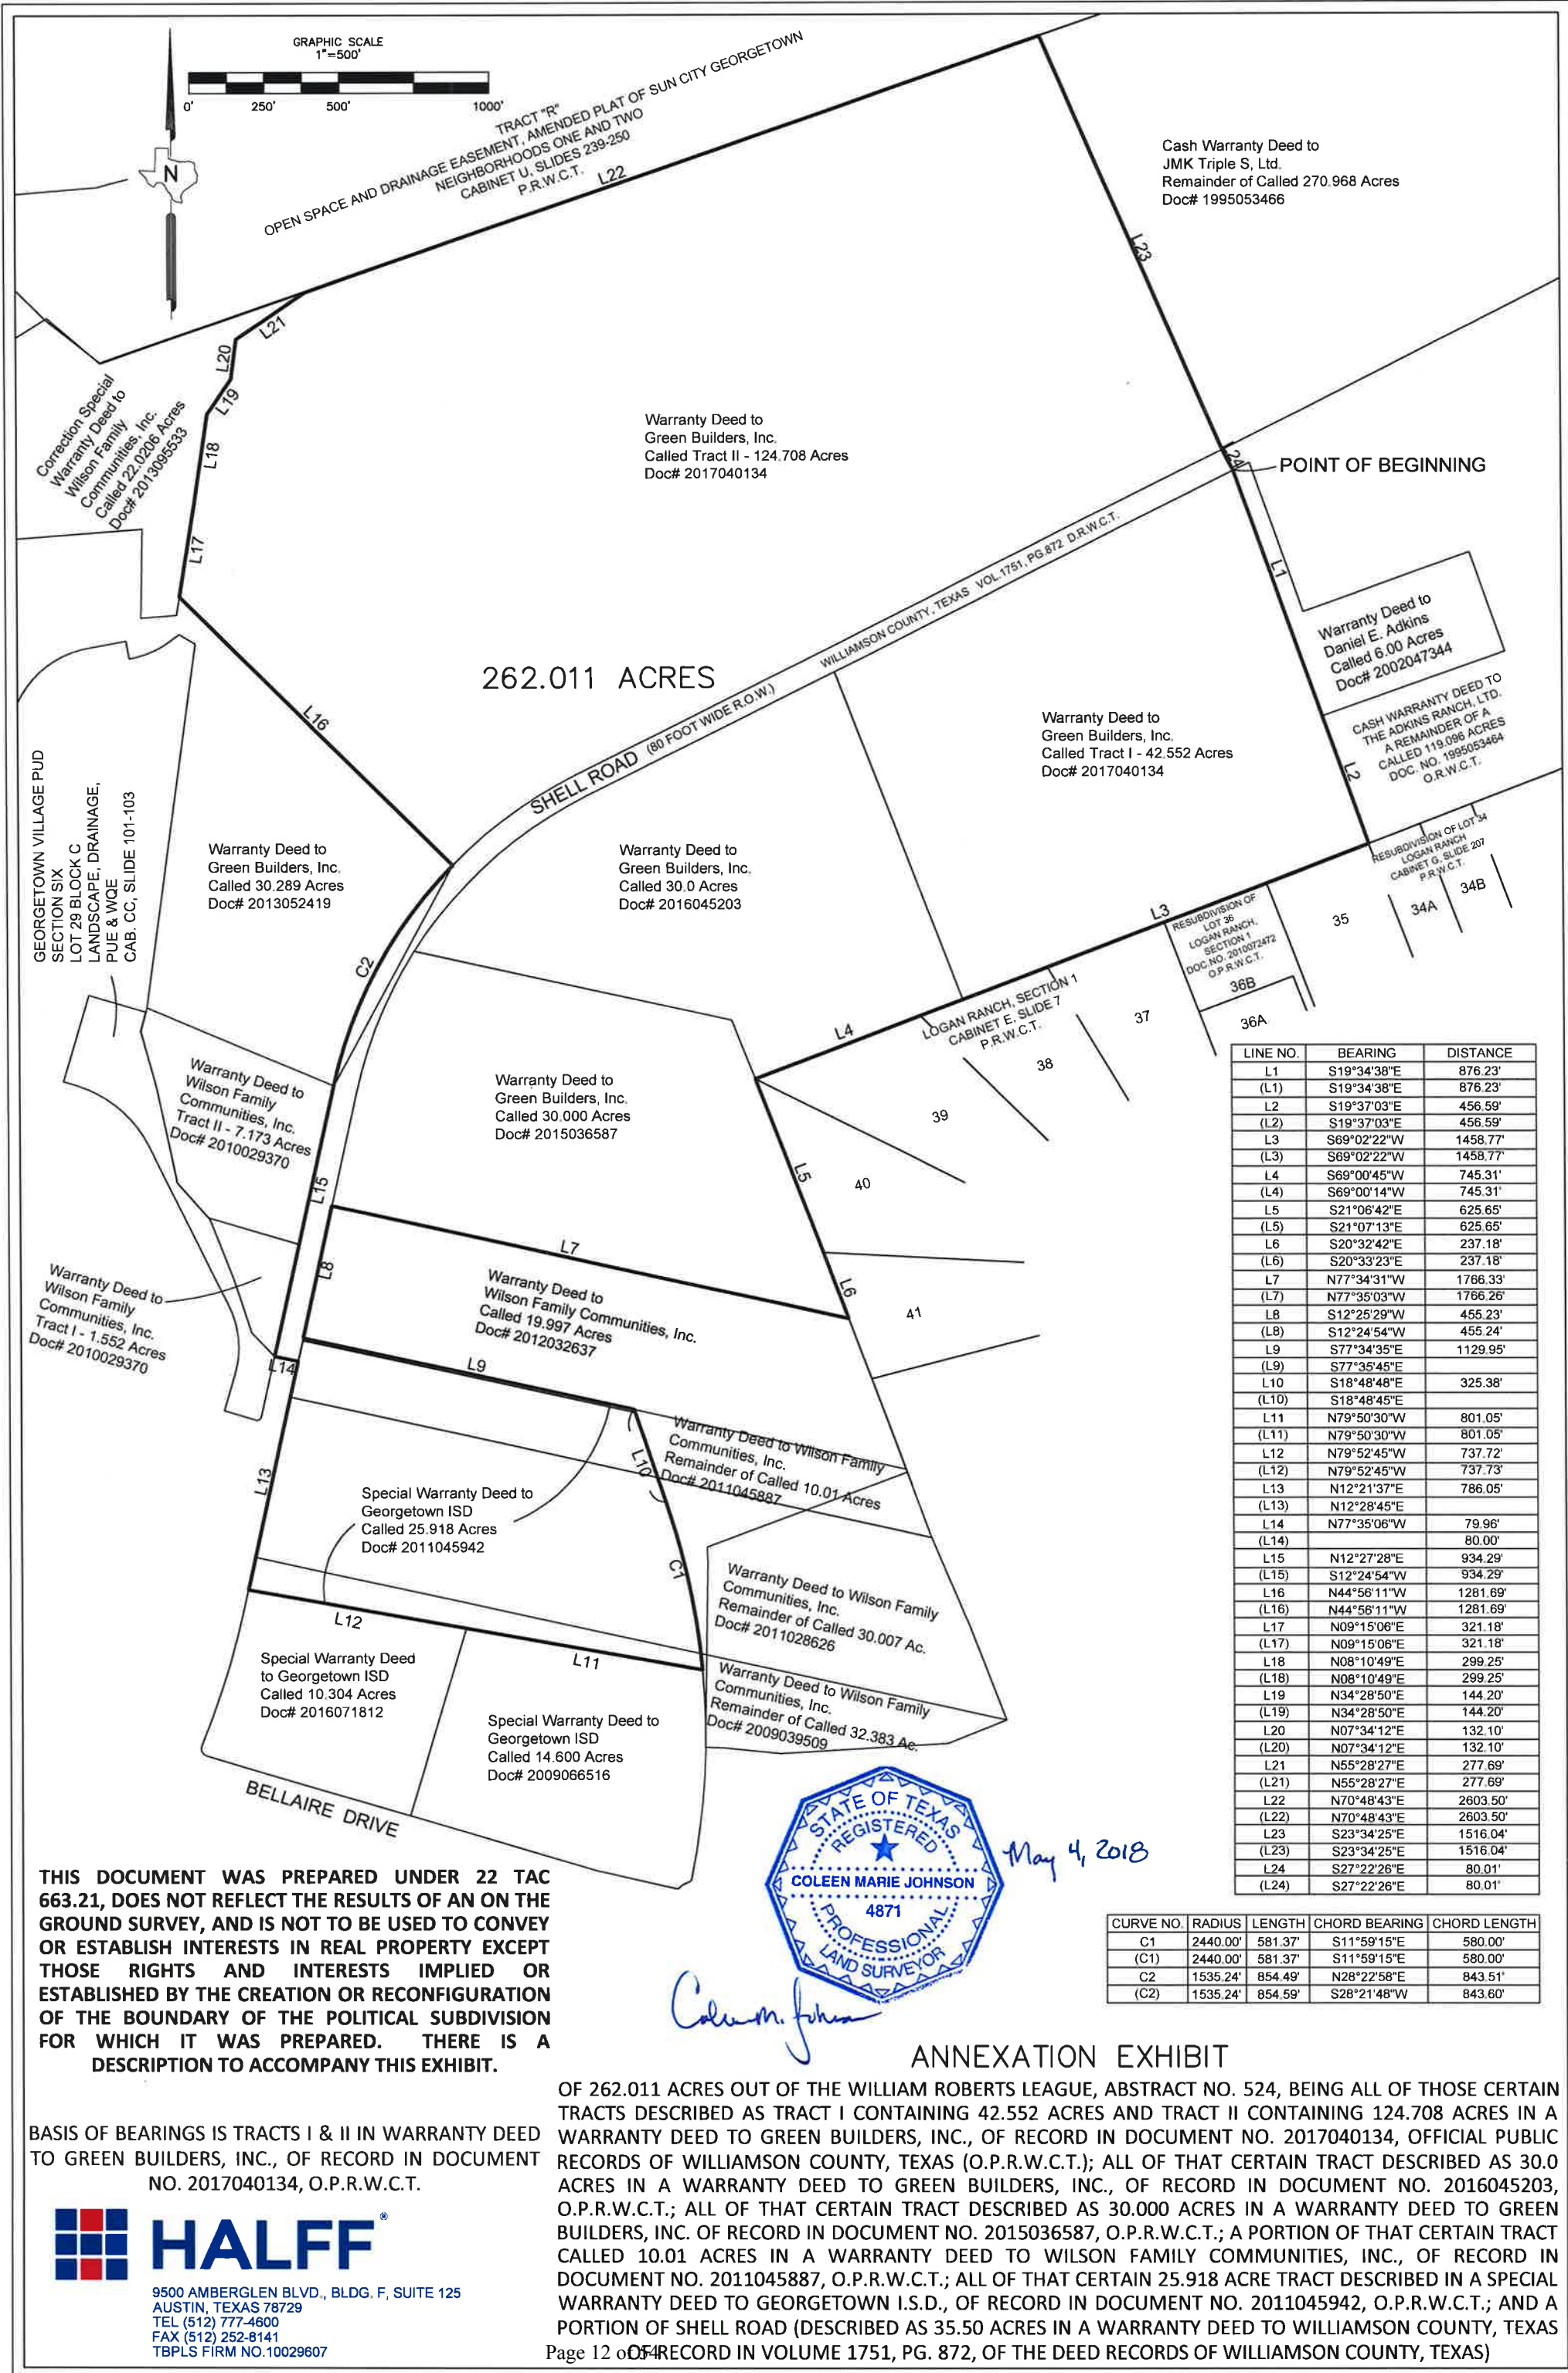 GRAPHIC SCALE
1"=500'
0' 250' 500' 1000'
N
TRACT "R"
OPEN SPACE AND DRAINAGE EASEMENT, AMENDED PLAT OF SUN CITY GEORGETOWN
NEIGHBORHOODS ONE AND TWO
CABINET U, SLIDES 239-250
P.R.W.C.T.
L22
Cash Warranty Deed to
JMK Triple S, Ltd.
Remainder of Called 270.968 Acres
Doc# 1995053466
L23
L21
L20
L19
L18
L17
Correction Special
Warranty Deed to
Wilson Family
Communities, Inc.
Called 22.0206 Acres
Doc# 2013095533
Warranty Deed to
Green Builders, Inc.
Called Tract II - 124.708 Acres
Doc# 2017040134
24
POINT OF BEGINNING
L1
Warranty Deed to
Daniel E. Adkins
Called 6.00 Acres
Doc# 2002047344
262.011 ACRES
L16
SHELL ROAD (80 FOOT WIDE R.O.W.) WILLIAMSON COUNTY, TEXAS VOL.1751, PG.872 D.R.W.C.T.
CASH WARRANTY DEED TO
THE ADKINS RANCH, LTD.
A REMAINDER OF A
CALLED 119.096 ACRES
DOC. NO. 1995053464
O.R.W.C.T.
L2
Warranty Deed to
Green Builders, Inc.
Called Tract I - 42.552 Acres
Doc# 2017040134
GEORGETOWN VILLAGE PUD
SECTION SIX
LOT 29 BLOCK C
LANDSCAPE, DRAINAGE,
PUE & WQE
CAB. CC, SLIDE 101-103
Warranty Deed to
Green Builders, Inc.
Called 30.289 Acres
Doc# 2013052419
Warranty Deed to
Green Builders, Inc.
Called 30.0 Acres
Doc# 2016045203
RESUBDIVISION OF LOT 34
LOGAN RANCH
CABINET G, SLIDE 207
P.R.W.C.T.
34B
34A
35
L3
RESUBDIVISION OF
LOT 36
LOGAN RANCH,
SECTION 1
DOC.NO. 2010072472
O.P.R.W.C.T.
36B
36A
C2
L4
LOGAN RANCH, SECTION 1
CABINET E, SLIDE 7
P.R.W.C.T.
37
38
39
40
41
Warranty Deed to
Wilson Family
Communities, Inc.
Tract II - 7.173 Acres
Doc# 2010029370
Warranty Deed to
Green Builders, Inc.
Called 30.000 Acres
Doc# 2015036587
L5
L15
L7
L8
L6
Warranty Deed to
Wilson Family
Communities, Inc.
Tract I - 1.552 Acres
Doc# 2010029370
Warranty Deed to
Wilson Family Communities, Inc.
Called 19.997 Acres
Doc# 2012032637
L14
L9
L10
Warranty Deed to Wilson Family
Communities, Inc.
Remainder of Called 10.01 Acres
Doc# 2011045887
L13
Special Warranty Deed to
Georgetown ISD
Called 25.918 Acres
Doc# 2011045942
C1
Warranty Deed to Wilson Family
Communities, Inc.
Remainder of Called 30.007 Ac.
Doc# 2011028626
L12
L11
Special Warranty Deed
to Georgetown ISD
Called 10.304 Acres
Doc# 2016071812
Warranty Deed to Wilson Family
Communities, Inc.
Remainder of Called 32.383 Ac.
Doc# 2009039509
Special Warranty Deed to
Georgetown ISD
Called 14.600 Acres
Doc# 2009066516
BELLAIRE DRIVE
LINE NO. BEARING DISTANCE
L1 S19°34'38"E 876.23'
(L1) S19°34'38"E 876.23'
L2 S19°37'03"E 456.59'
(L2) S19°37'03"E 456.59'
L3 S69°02'22"W 1458.77'
(L3) S69°02'22"W 1458.77'
L4 S69°00'45"W 745.31'
(L4) S69°00'14"W 745.31'
L5 S21°06'42"E 625.65'
(L5) S21°07'13"E 625.65'
L6 S20°32'42"E 237.18'
(L6) S20°33'23"E 237.18'
L7 N77°34'31"W 1766.33'
(L7) N77°35'03"W 1766.26'
L8 S12°25'29"W 455.23'
(L8) S12°24'54"W 455.24'
L9 S77°34'35"E 1129.95'
(L9) S77°35'45"E
L10 S18°48'48"E 325.38'
(L10) S18°48'45"E
L11 N79°50'30"W 801.05'
(L11) N79°50'30"W 801.05'
L12 N79°52'45"W 737.72'
(L12) N79°52'45"W 737.73'
L13 N12°21'37"E 786.05'
(L13) N12°28'45"E
L14 N77°35'06"W 79.96'
(L14) 80.00'
L15 N12°27'28"E 934.29'
(L15) S12°24'54"W 934.29'
L16 N44°56'11"W 1281.69'
(L16) N44°56'11"W 1281.69'
L17 N09°15'06"E 321.18'
(L17) N09°15'06"E 321.18'
L18 N08°10'49"E 299.25'
(L18) N08°10'49"E 299.25'
L19 N34°28'50"E 144.20'
(L19) N34°28'50"E 144.20'
L20 N07°34'12"E 132.10'
(L20) N07°34'12"E 132.10'
L21 N55°28'27"E 277.69'
(L21) N55°28'27"E 277.69'
L22 N70°48'43"E 2603.50'
(L22) N70°48'43"E 2603.50'
L23 S23°34'25"E 1516.04'
(L23) S23°34'25"E 1516.04'
L24 S27°22'26"E 80.01'
(L24) S27°22'26"E 80.01'
CURVE NO. RADIUS LENGTH CHORD BEARING CHORD LENGTH
C1 2440.00' 581.37' S11°59'15"E 580.00'
(C1) 2440.00' 581.37' S11°59'15"E 580.00'
C2 1535.24' 854.49' N28°22'58"E 843.51'
(C2) 1535.24' 854.59' S28°21'48"W 843.60'
STATE OF TEXAS
REGISTERED
COLEEN MARIE JOHNSON
4871
PROFESSIONAL
LAND SURVEYOR
May 4, 2018
THIS DOCUMENT WAS PREPARED UNDER 22 TAC
663.21, DOES NOT REFLECT THE RESULTS OF AN ON THE
GROUND SURVEY, AND IS NOT TO BE USED TO CONVEY
OR ESTABLISH INTERESTS IN REAL PROPERTY EXCEPT
THOSE RIGHTS AND INTERESTS IMPLIED OR
ESTABLISHED BY THE CREATION OR RECONFIGURATION
OF THE BOUNDARY OF THE POLITICAL SUBDIVISION
FOR WHICH IT WAS PREPARED. THERE IS A
DESCRIPTION TO ACCOMPANY THIS EXHIBIT.
BASIS OF BEARINGS IS TRACTS I & II IN WARRANTY DEED
TO GREEN BUILDERS, INC., OF RECORD IN DOCUMENT
NO. 2017040134, O.P.R.W.C.T.
HALFF®
9500 AMBERGLEN BLVD., BLDG. F, SUITE 125
AUSTIN, TEXAS 78729
TEL (512) 777-4600
FAX (512) 252-8141
TBPLS FIRM NO.10029607
ANNEXATION EXHIBIT
OF 262.011 ACRES OUT OF THE WILLIAM ROBERTS LEAGUE, ABSTRACT NO. 524, BEING ALL OF THOSE CERTAIN
TRACTS DESCRIBED AS TRACT I CONTAINING 42.552 ACRES AND TRACT II CONTAINING 124.708 ACRES IN A
WARRANTY DEED TO GREEN BUILDERS, INC., OF RECORD IN DOCUMENT NO. 2017040134, OFFICIAL PUBLIC
RECORDS OF WILLIAMSON COUNTY, TEXAS (O.P.R.W.C.T.); ALL OF THAT CERTAIN TRACT DESCRIBED AS 30.0
ACRES IN A WARRANTY DEED TO GREEN BUILDERS, INC., OF RECORD IN DOCUMENT NO. 2016045203,
O.P.R.W.C.T.; ALL OF THAT CERTAIN TRACT DESCRIBED AS 30.000 ACRES IN A WARRANTY DEED TO GREEN
BUILDERS, INC. OF RECORD IN DOCUMENT NO. 2015036587, O.P.R.W.C.T.; A PORTION OF THAT CERTAIN TRACT
CALLED 10.01 ACRES IN A WARRANTY DEED TO WILSON FAMILY COMMUNITIES, INC., OF RECORD IN
DOCUMENT NO. 2011045887, O.P.R.W.C.T.; ALL OF THAT CERTAIN 25.918 ACRE TRACT DESCRIBED IN A SPECIAL
WARRANTY DEED TO GEORGETOWN I.S.D., OF RECORD IN DOCUMENT NO. 2011045942, O.P.R.W.C.T.; AND A
PORTION OF SHELL ROAD (DESCRIBED AS 35.50 ACRES IN A WARRANTY DEED TO WILLIAMSON COUNTY, TEXAS
OF RECORD IN VOLUME 1751, PG. 872, OF THE DEED RECORDS OF WILLIAMSON COUNTY, TEXAS)
Page 12 of 54